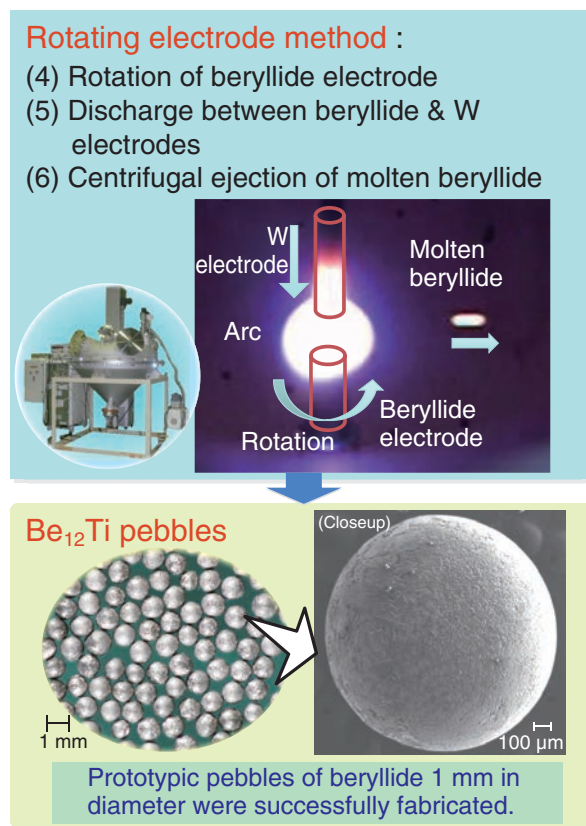 Rotating electrode method :
(4) Rotation of beryllide electrode
(5) Discharge between beryllide & W
electrodes
(6) Centrifugal ejection of molten beryllide
W
electrode
Molten
beryllide
Arc
Beryllide
electrode
Rotation
Be₁₂Ti pebbles
(Closeup)
1 mm
100 µm
Prototypic pebbles of beryllide 1 mm in
diameter were successfully fabricated.